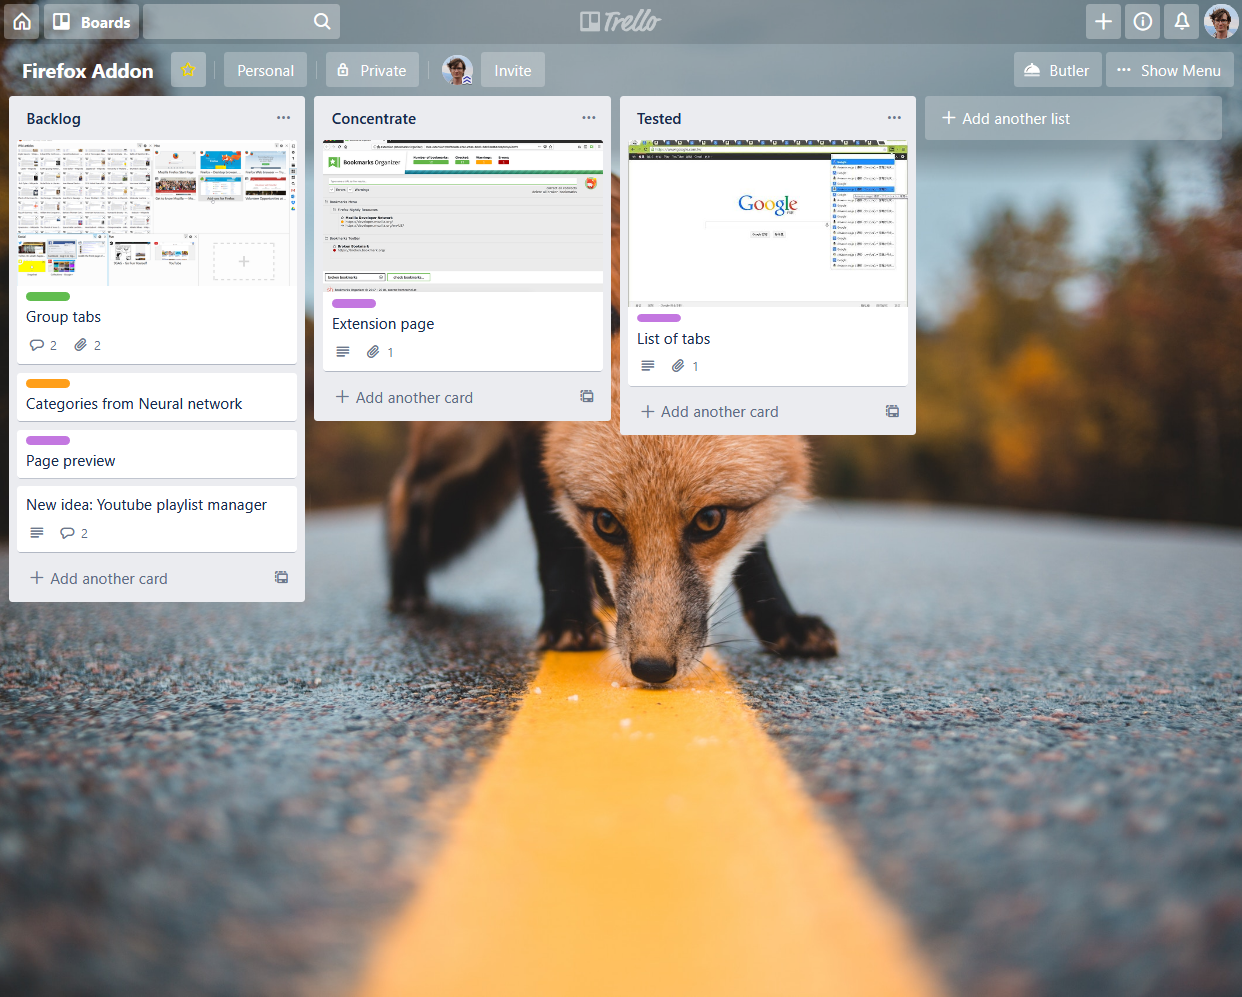 Boards
Trello
Firefox Addon
Personal
Private
Invite
Butler
Show Menu
Backlog
Group tabs
2
2
Categories from Neural network
Page preview
New idea: Youtube playlist manager
2
Add another card
Concentrate
Bookmarks Organizer
Extension page
1
Add another card
Tested
Google
List of tabs
1
Add another card
Add another list